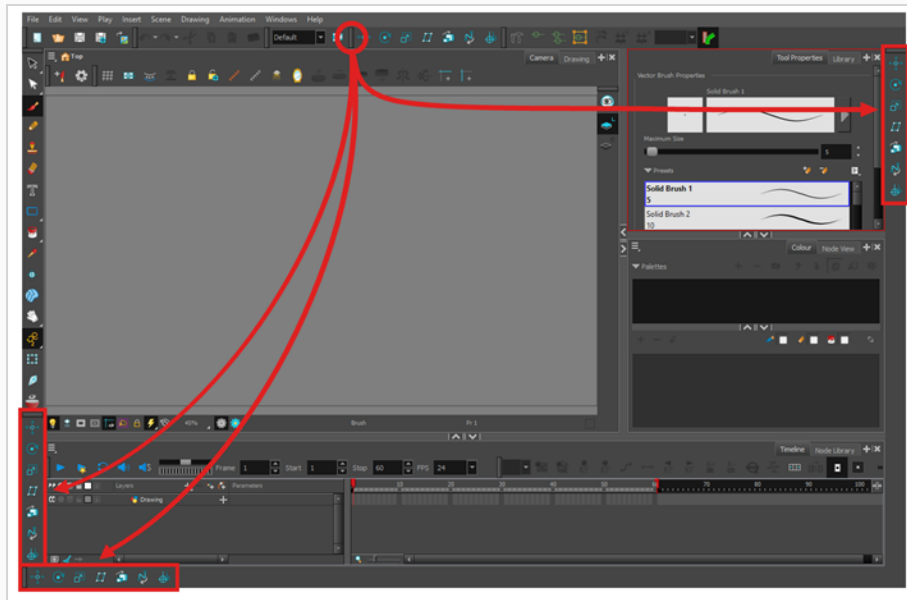 File Edit View Play Insert Scene Drawing Animation Windows Help
Default
Top
Camera Drawing
Tool Properties Library
Vector Brush Properties
Solid Brush 1
Maximum Size
5
Presets
Solid Brush 1
5
Solid Brush 2
10
Colour Node View
Palettes
40%
Brush
Fr 1
Timeline Node Library
Frame 1 Start 1 Stop 60 FPS 24
Layers Parameters
10 20 30 40 50 60 70 80 90 100
Drawing